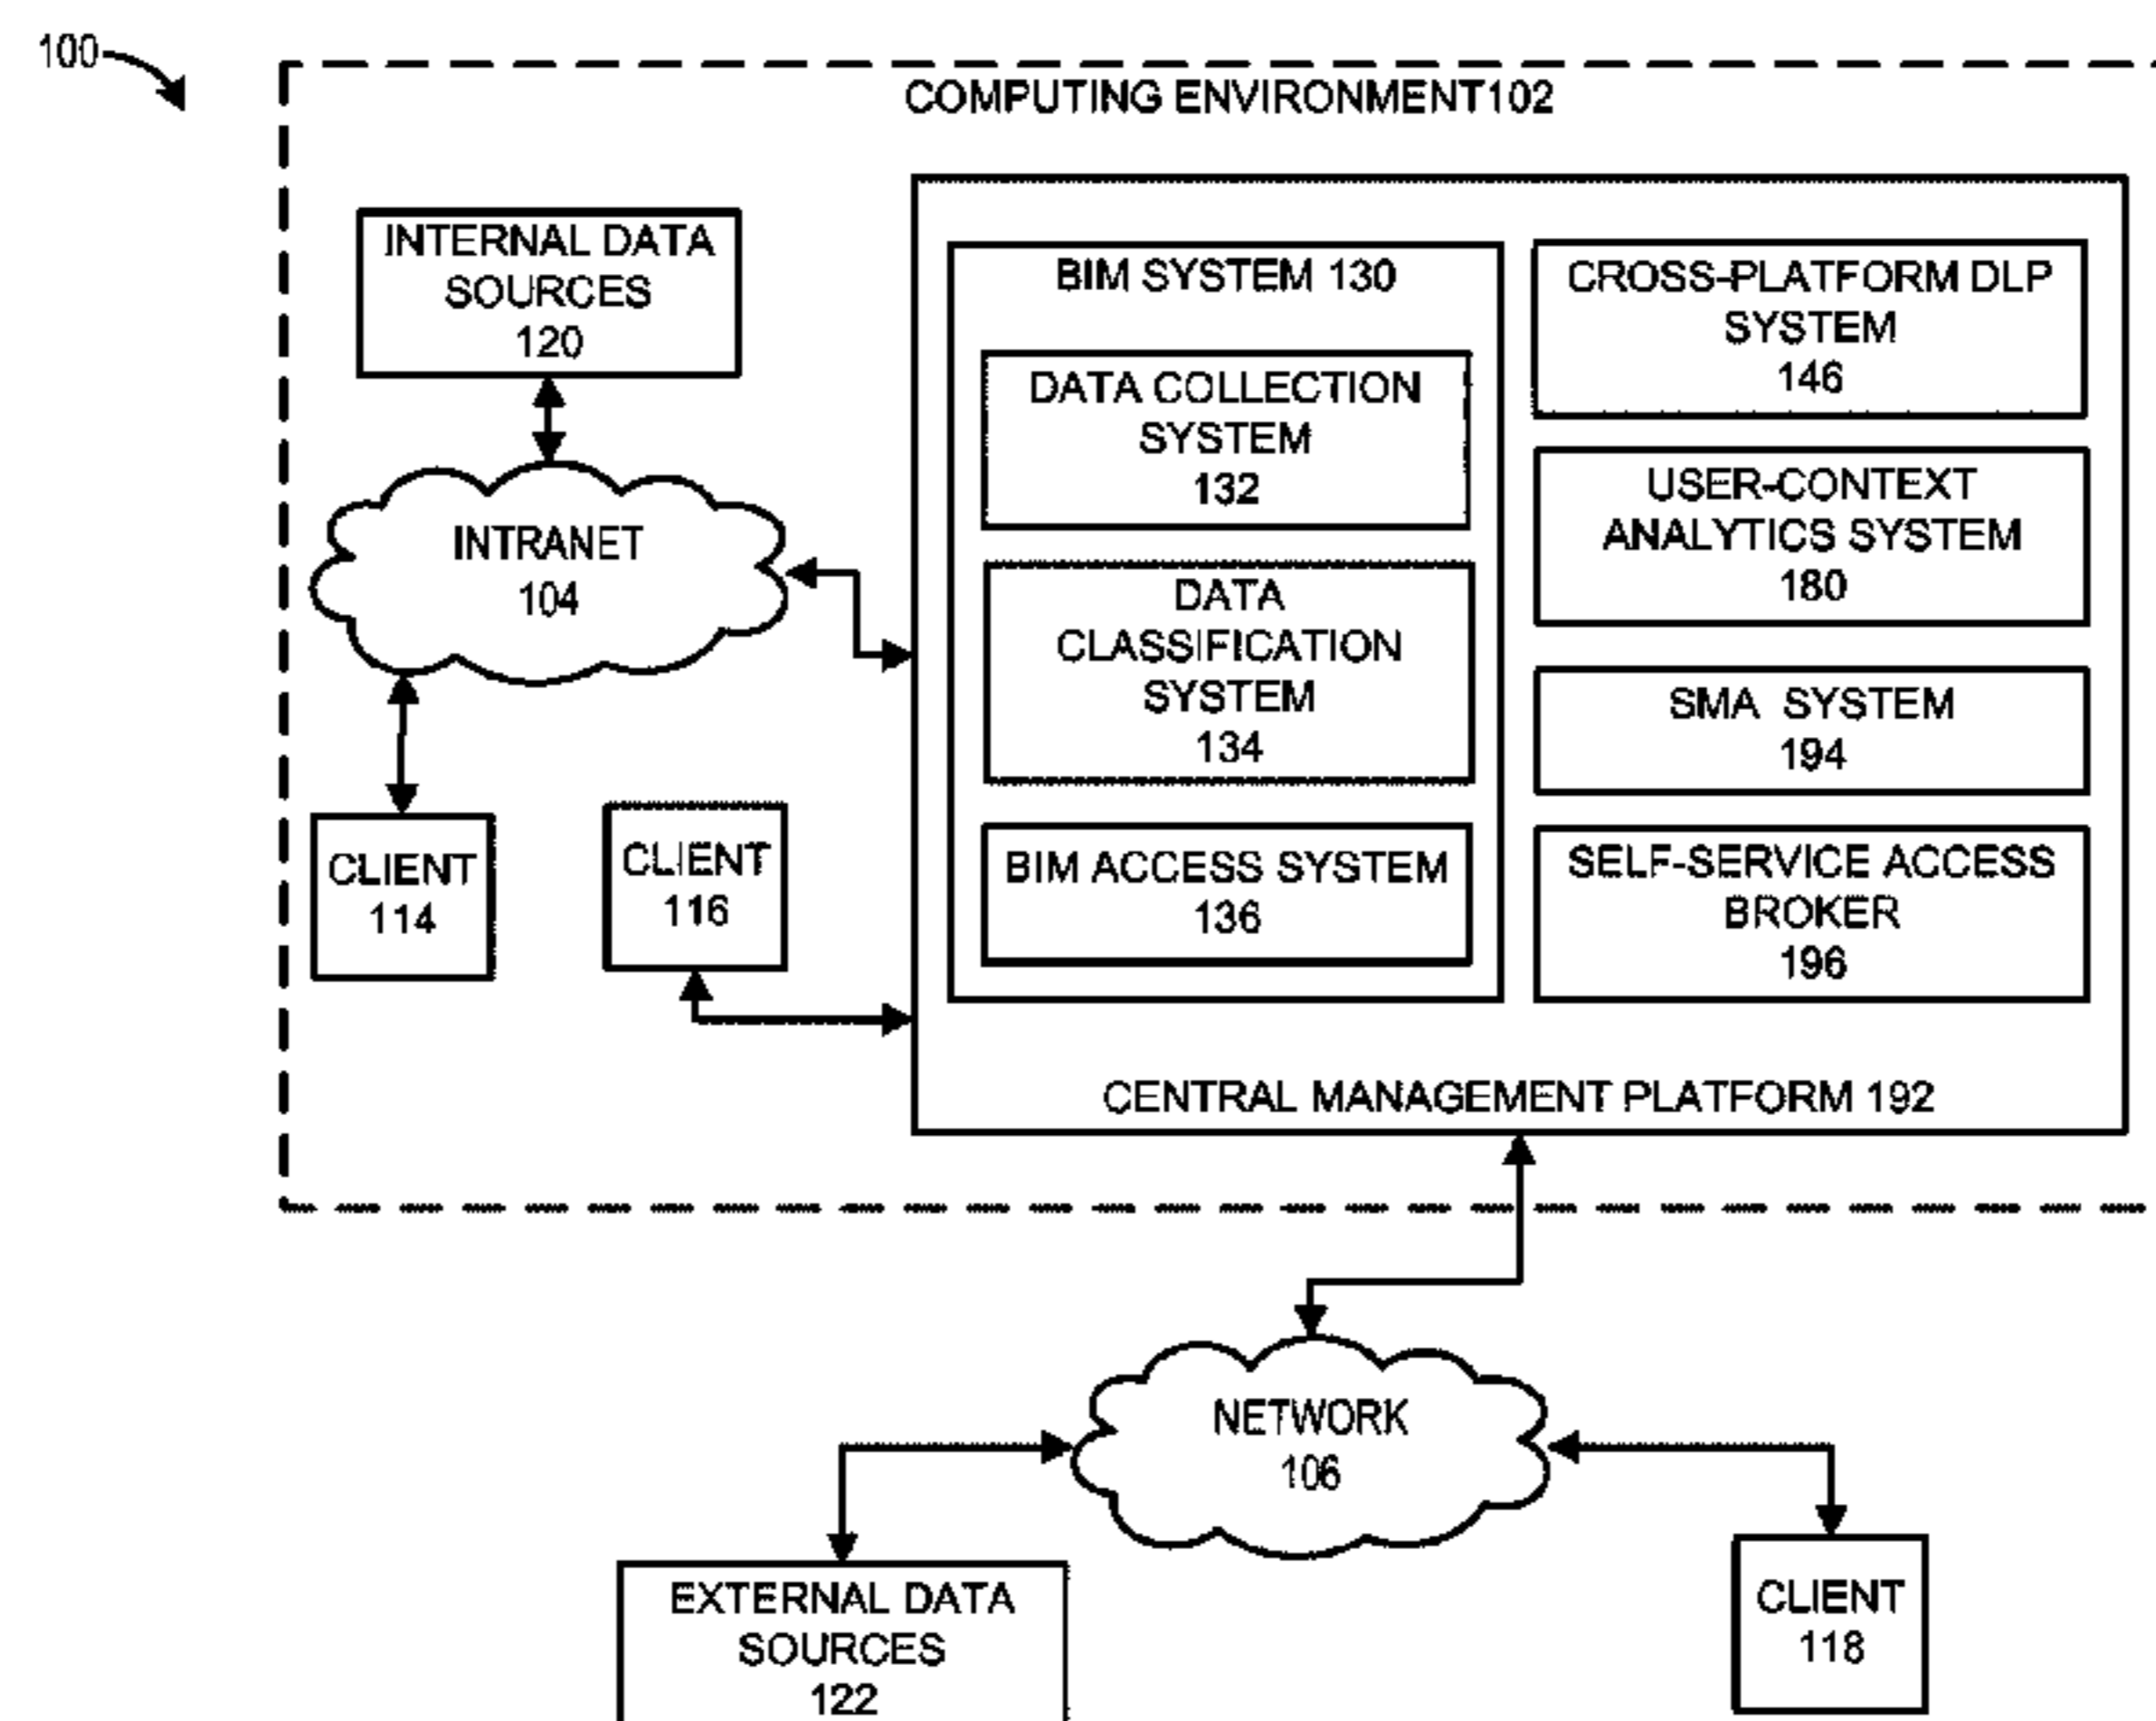 100
COMPUTING ENVIRONMENT102
INTERNAL DATA
SOURCES
120
INTRANET
104
CLIENT
114
CLIENT
116
BIM SYSTEM 130
DATA COLLECTION
SYSTEM
132
DATA
CLASSIFICATION
SYSTEM
134
BIM ACCESS SYSTEM
136
CROSS-PLATFORM DLP
SYSTEM
146
USER-CONTEXT
ANALYTICS SYSTEM
180
SMA SYSTEM
194
SELF-SERVICE ACCESS
BROKER
196
CENTRAL MANAGEMENT PLATFORM 192
NETWORK
106
EXTERNAL DATA
SOURCES
122
CLIENT
118